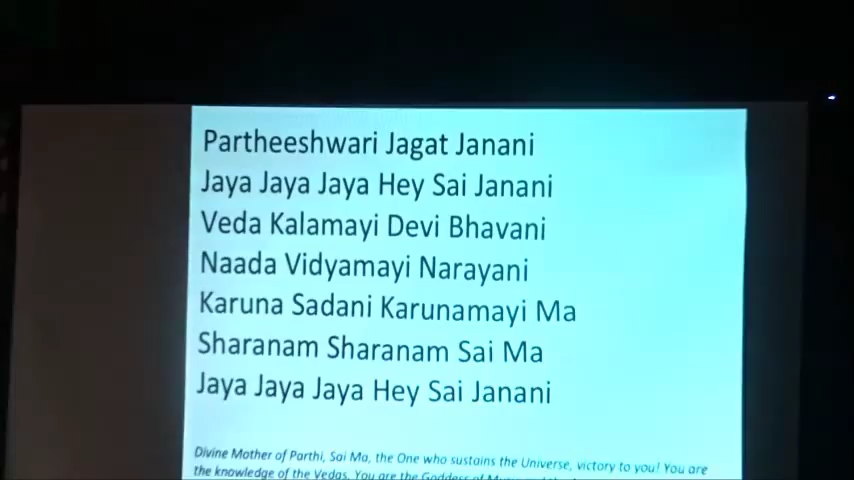 Partheeshwari Jagat Janani
Jaya Jaya Jaya Hey Sai Janani
Veda Kalamayi Devi Bhavani
Naada Vidyamayi Narayani
Karuna Sadani Karunamayi Ma
Sharanam Sharanam Sai Ma
Jaya Jaya Jaya Hey Sai Janani
Divine Mother of Parthi, Sai Ma, the One who sustains the Universe, victory to you! You are
the knowledge of the Vedas. You are the Goddess of